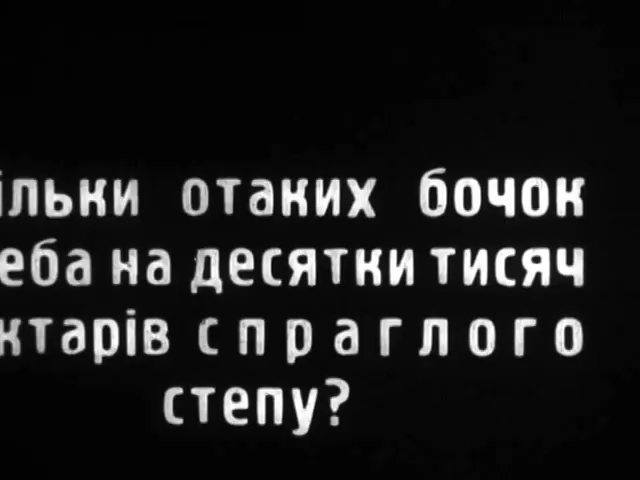 ільки отаких бочок
еба на десятки тисяч
ктарів спраглого
степу?